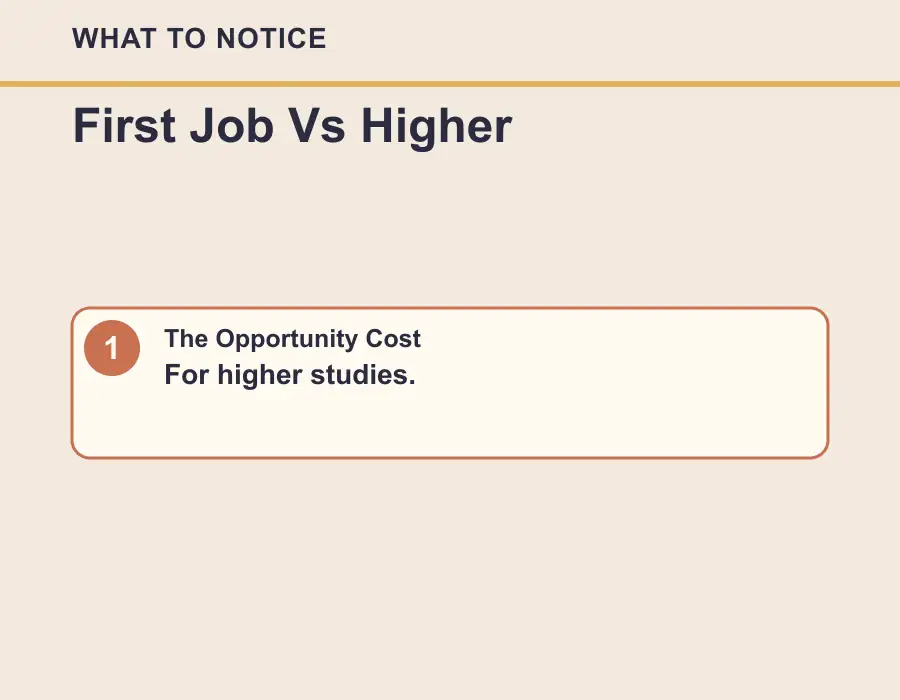 WHAT TO NOTICE
First Job Vs Higher
1
The Opportunity Cost
For higher studies.